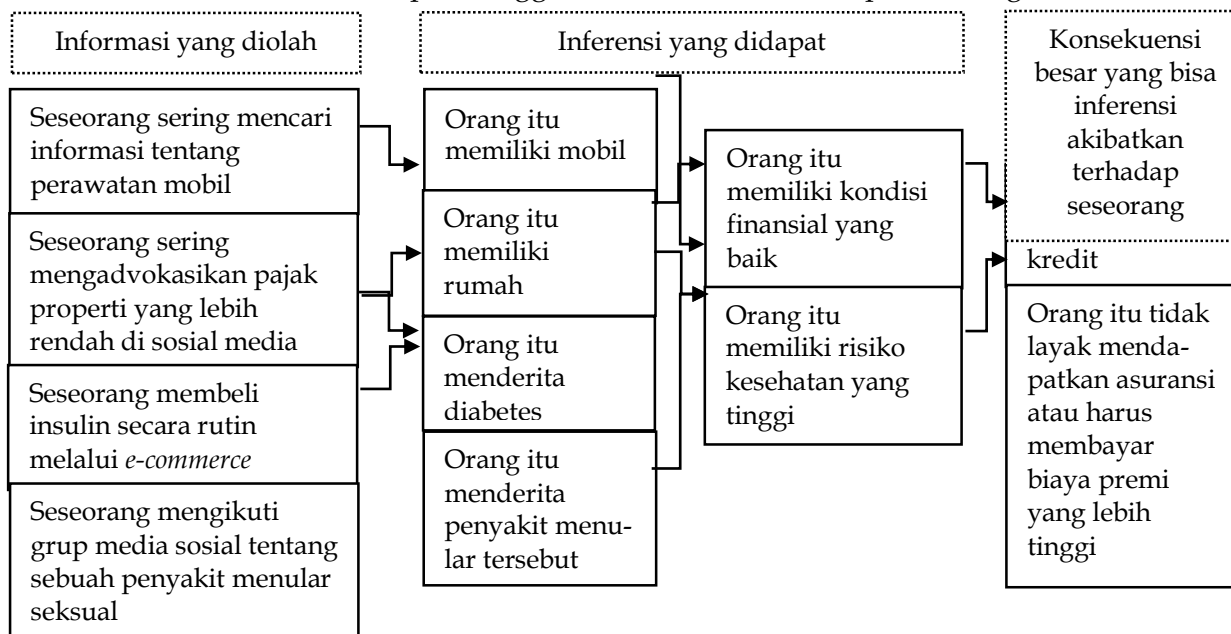 Informasi yang diolah
Seseorang sering mencari
informasi tentang
perawatan mobil
Seseorang sering
mengadvokasikan pajak
properti yang lebih
rendah di sosial media
Seseorang membeli
insulin secara rutin
melalui e-commerce
Seseorang mengikuti
grup media sosial tentang
sebuah penyakit menular
seksual
Inferensi yang didapat
Orang itu
memiliki mobil
Orang itu
memiliki
rumah
Orang itu
menderita
diabetes
Orang itu
menderita
penyakit menu-
lar tersebut
Orang itu
memiliki kondisi
finansial yang
baik
Orang itu
memiliki risiko
kesehatan yang
tinggi
Konsekuensi
besar yang bisa
inferensi
akibatkan
terhadap
seseorang
kredit
Orang itu tidak
layak menda-
patkan asuransi
atau harus
membayar
biaya premi
yang lebih
tinggi